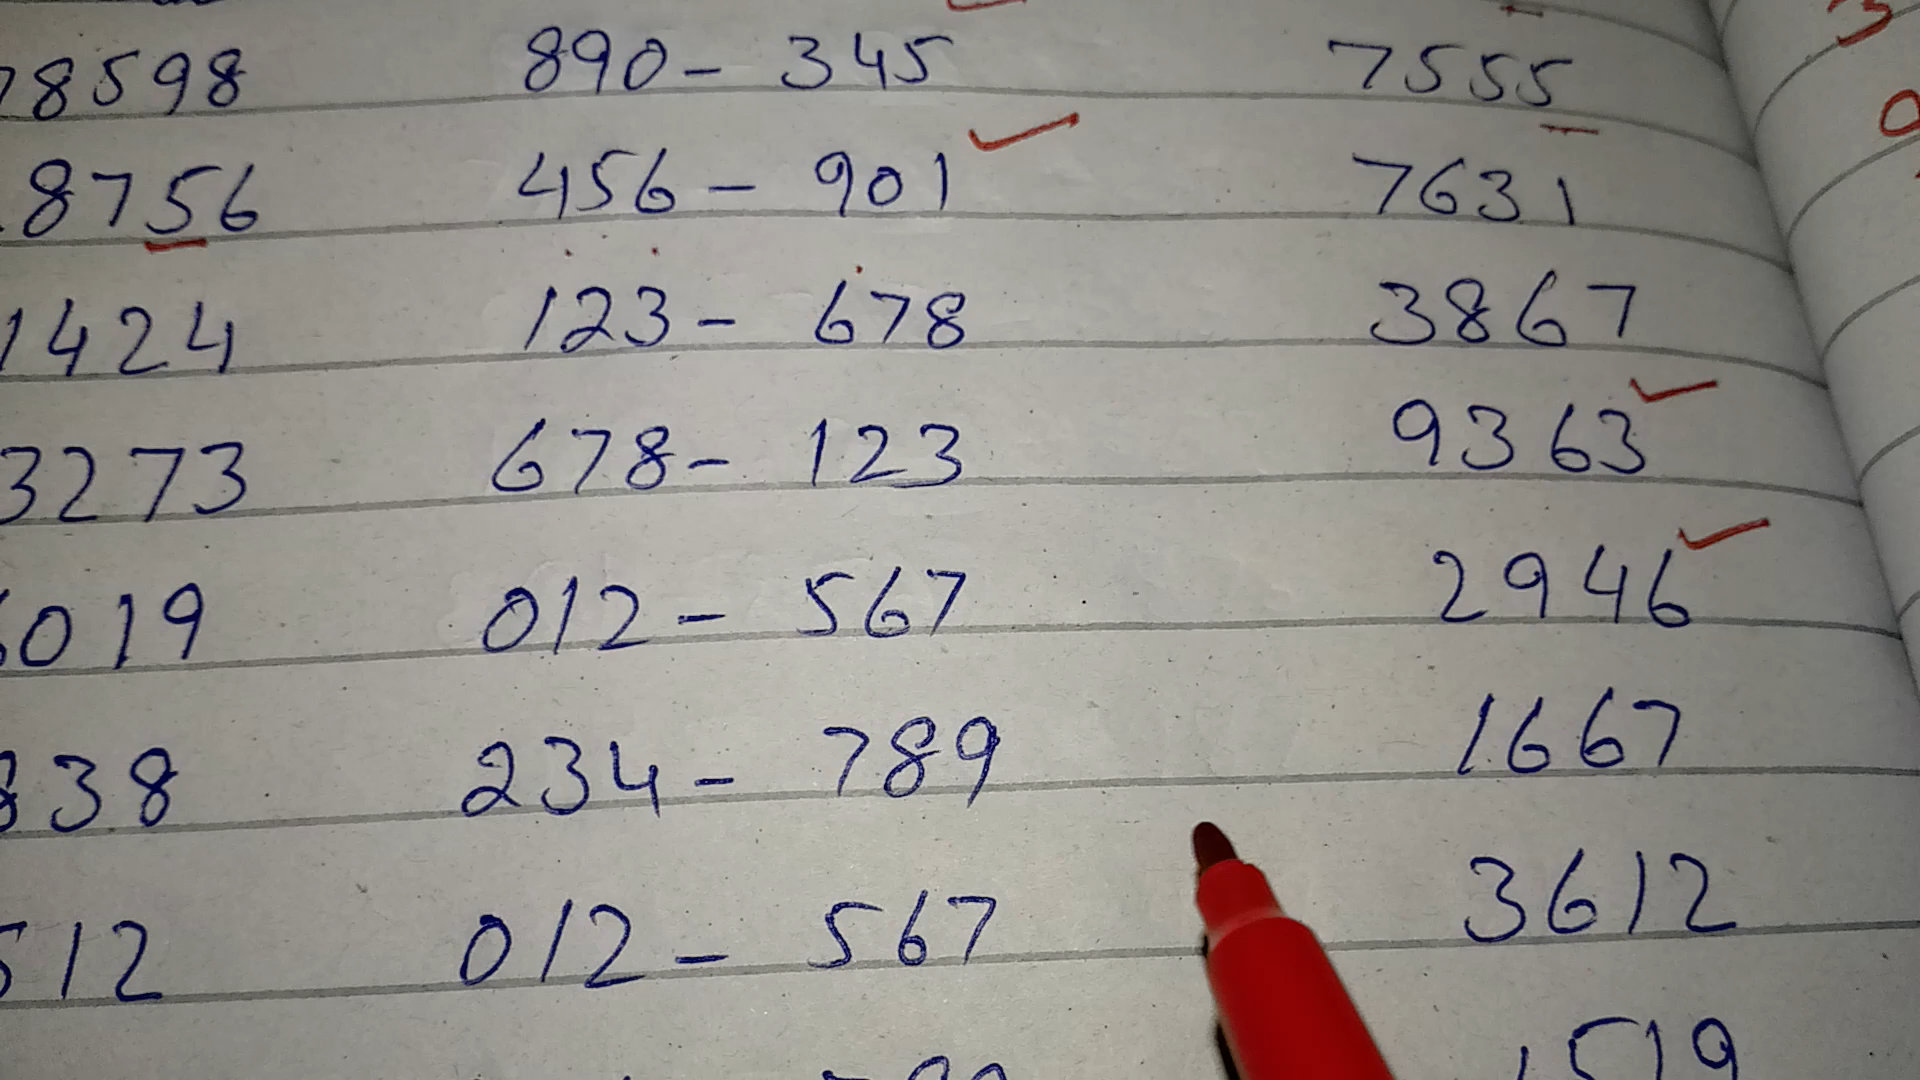 8598 890 - 345 7555
8756 456 - 901 7631
1424 123 - 678 3867
3273 678 - 123 9363
019 012 - 567 2946
38 234 - 789 1667
12 012 - 567 3612
1519